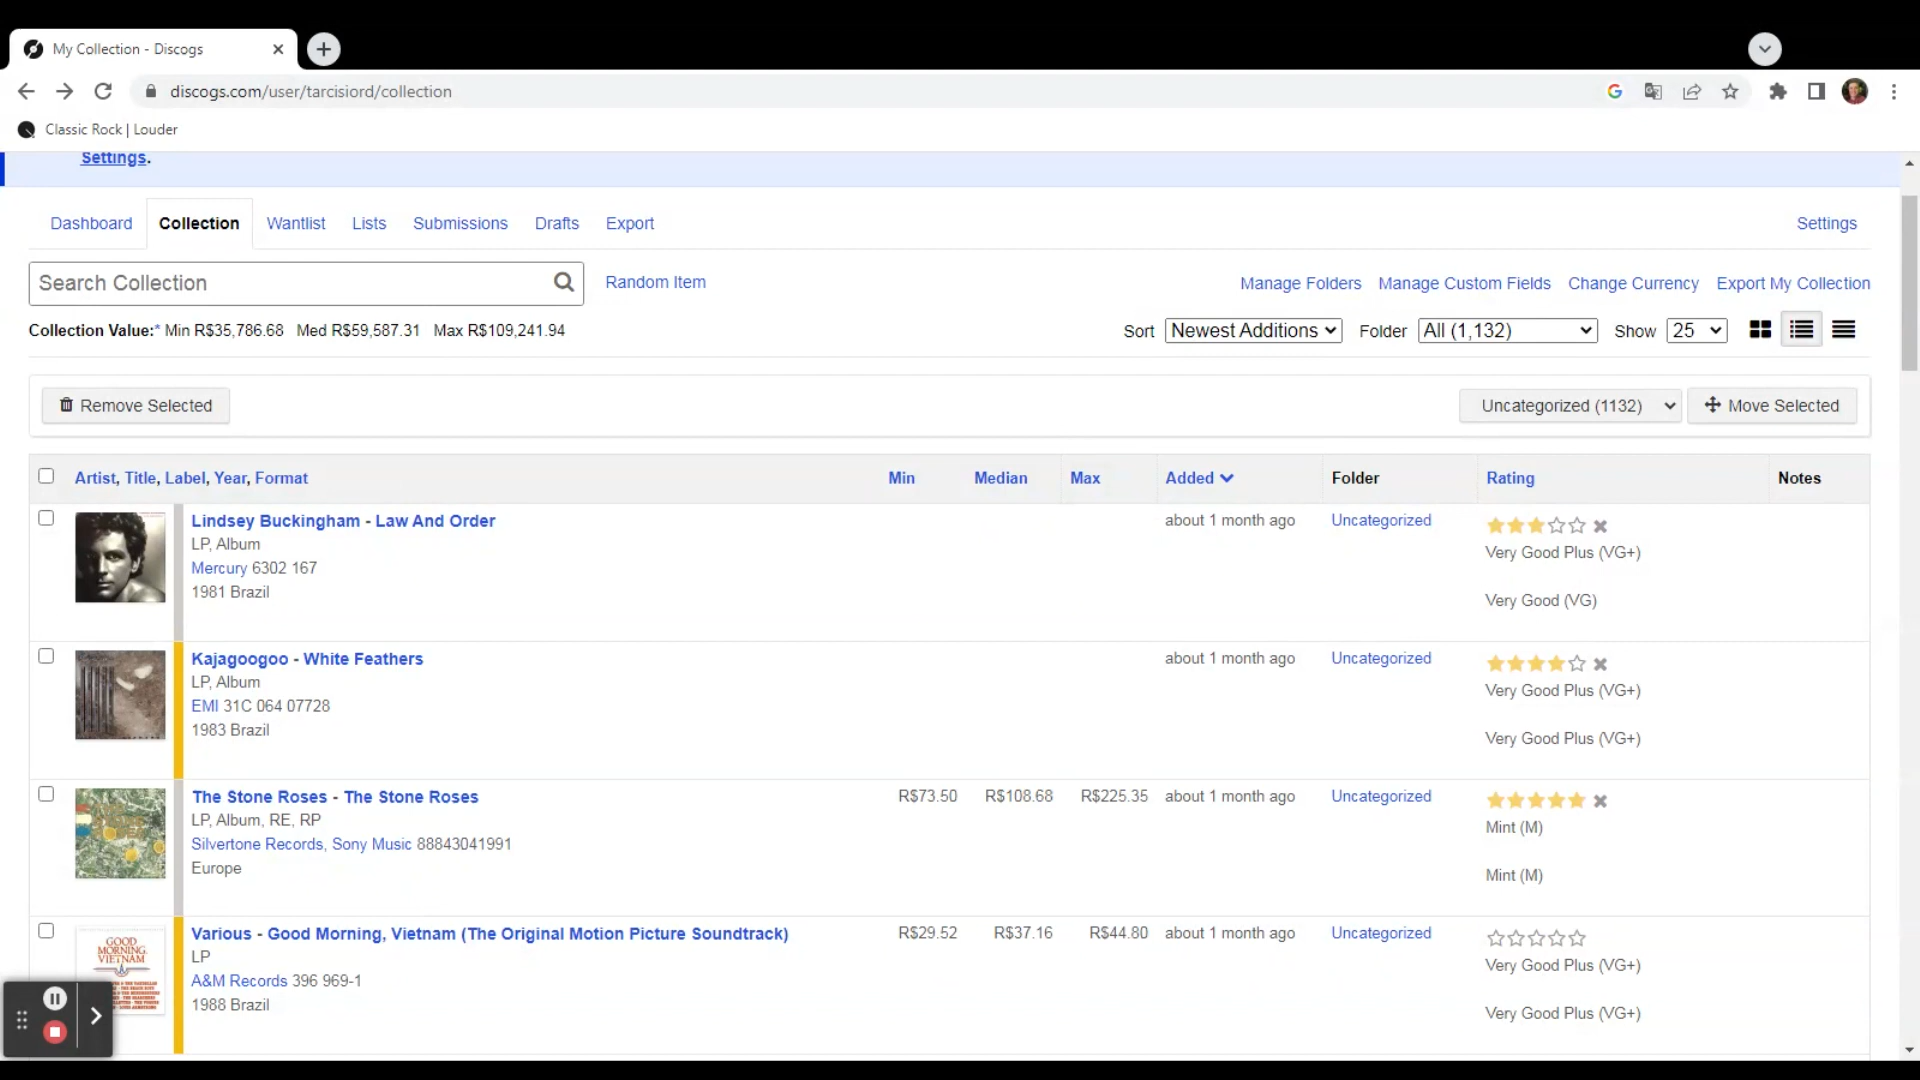 My Collection - Discogs
discogs.com/user/tarcisiord/collection
Classic Rock | Louder
Settings.
Dashboard Collection Wantlist Lists Submissions Drafts Export Settings
Search Collection Random Item Manage Folders Manage Custom Fields Change Currency Export My Collection
Collection Value:* Min R$35,786.68 Med R$59,587.31 Max R$109,241.94 Sort Newest Additions Folder All (1,132) Show 25
Remove Selected Uncategorized (1132) Move Selected
Artist, Title, Label, Year, Format Min Median Max Added Folder Rating Notes
Lindsey Buckingham - Law And Order about 1 month ago Uncategorized
LP, Album Very Good Plus (VG+)
Mercury 6302 167
1981 Brazil Very Good (VG)
Kajagoogoo - White Feathers about 1 month ago Uncategorized
LP, Album Very Good Plus (VG+)
EMI 31C 064 07728
1983 Brazil Very Good Plus (VG+)
The Stone Roses - The Stone Roses R$73.50 R$108.68 R$225.35 about 1 month ago Uncategorized
LP, Album, RE, RP Mint (M)
Silvertone Records, Sony Music 88843041991
Europe Mint (M)
Various - Good Morning, Vietnam (The Original Motion Picture Soundtrack) R$29.52 R$37.16 R$44.80 about 1 month ago Uncategorized
LP Very Good Plus (VG+)
A&M Records 396 969-1
1988 Brazil Very Good Plus (VG+)
GOOD
MORNING,
VIETNAM